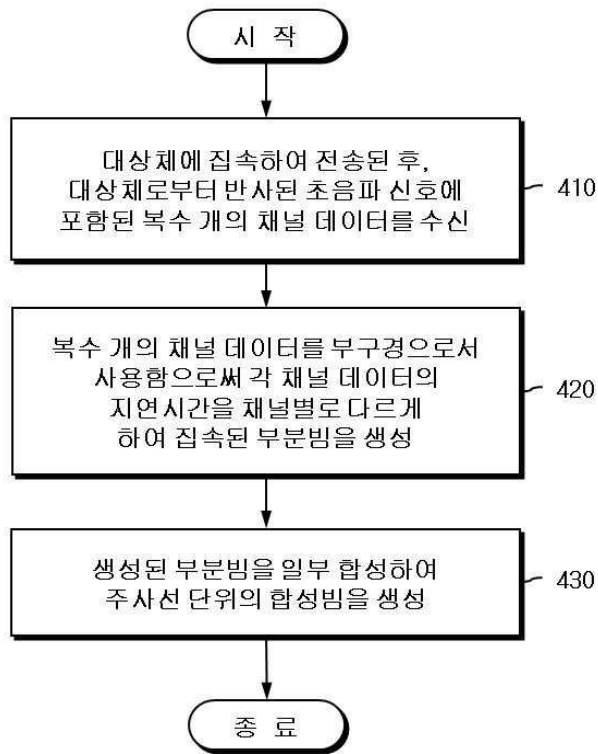 시 작
대상체에 집속하여 전송된 후,
대상체로부터 반사된 초음파 신호에
포함된 복수 개의 채널 데이터를 수신
410
복수 개의 채널 데이터를 부구경으로서
사용함으로써 각 채널 데이터의
지연시간을 채널별로 다르게
하여 집속된 부분빔을 생성
420
생성된 부분빔을 일부 합성하여
주사선 단위의 합성빔을 생성
430
종 료